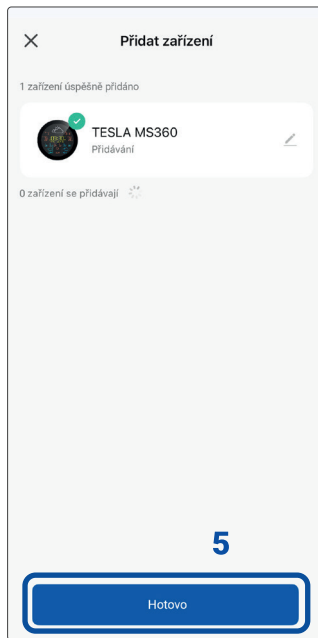 Přidat zařízení
1 zařízení úspěšně přidáno
TESLA MS360
Přidávání
0 zařízení se přidávají
5
Hotovo